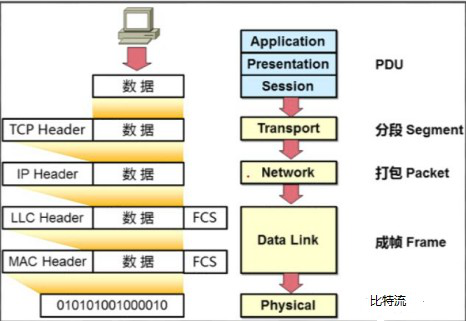 Application
Presentation
Session
PDU
数据
TCP Header 数据
Transport
分段 Segment
IP Header 数据
Network
打包 Packet
LLC Header 数据 FCS
Data Link
成帧 Frame
MAC Header 数据 FCS
010101001000010
Physical
比特流